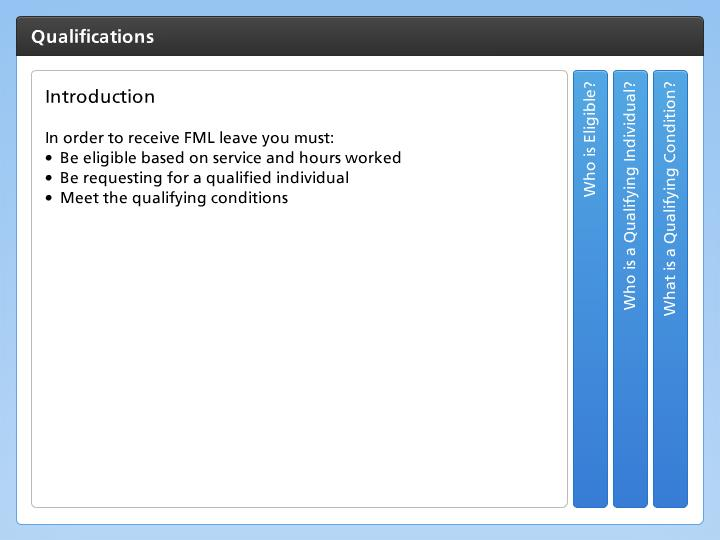 Qualifications
Introduction
In order to receive FML leave you must:
• Be eligible based on service and hours worked
• Be requesting for a qualified individual
• Meet the qualifying conditions
Who is Eligible?
Who is a Qualifying Individual?
What is a Qualifying Condition?